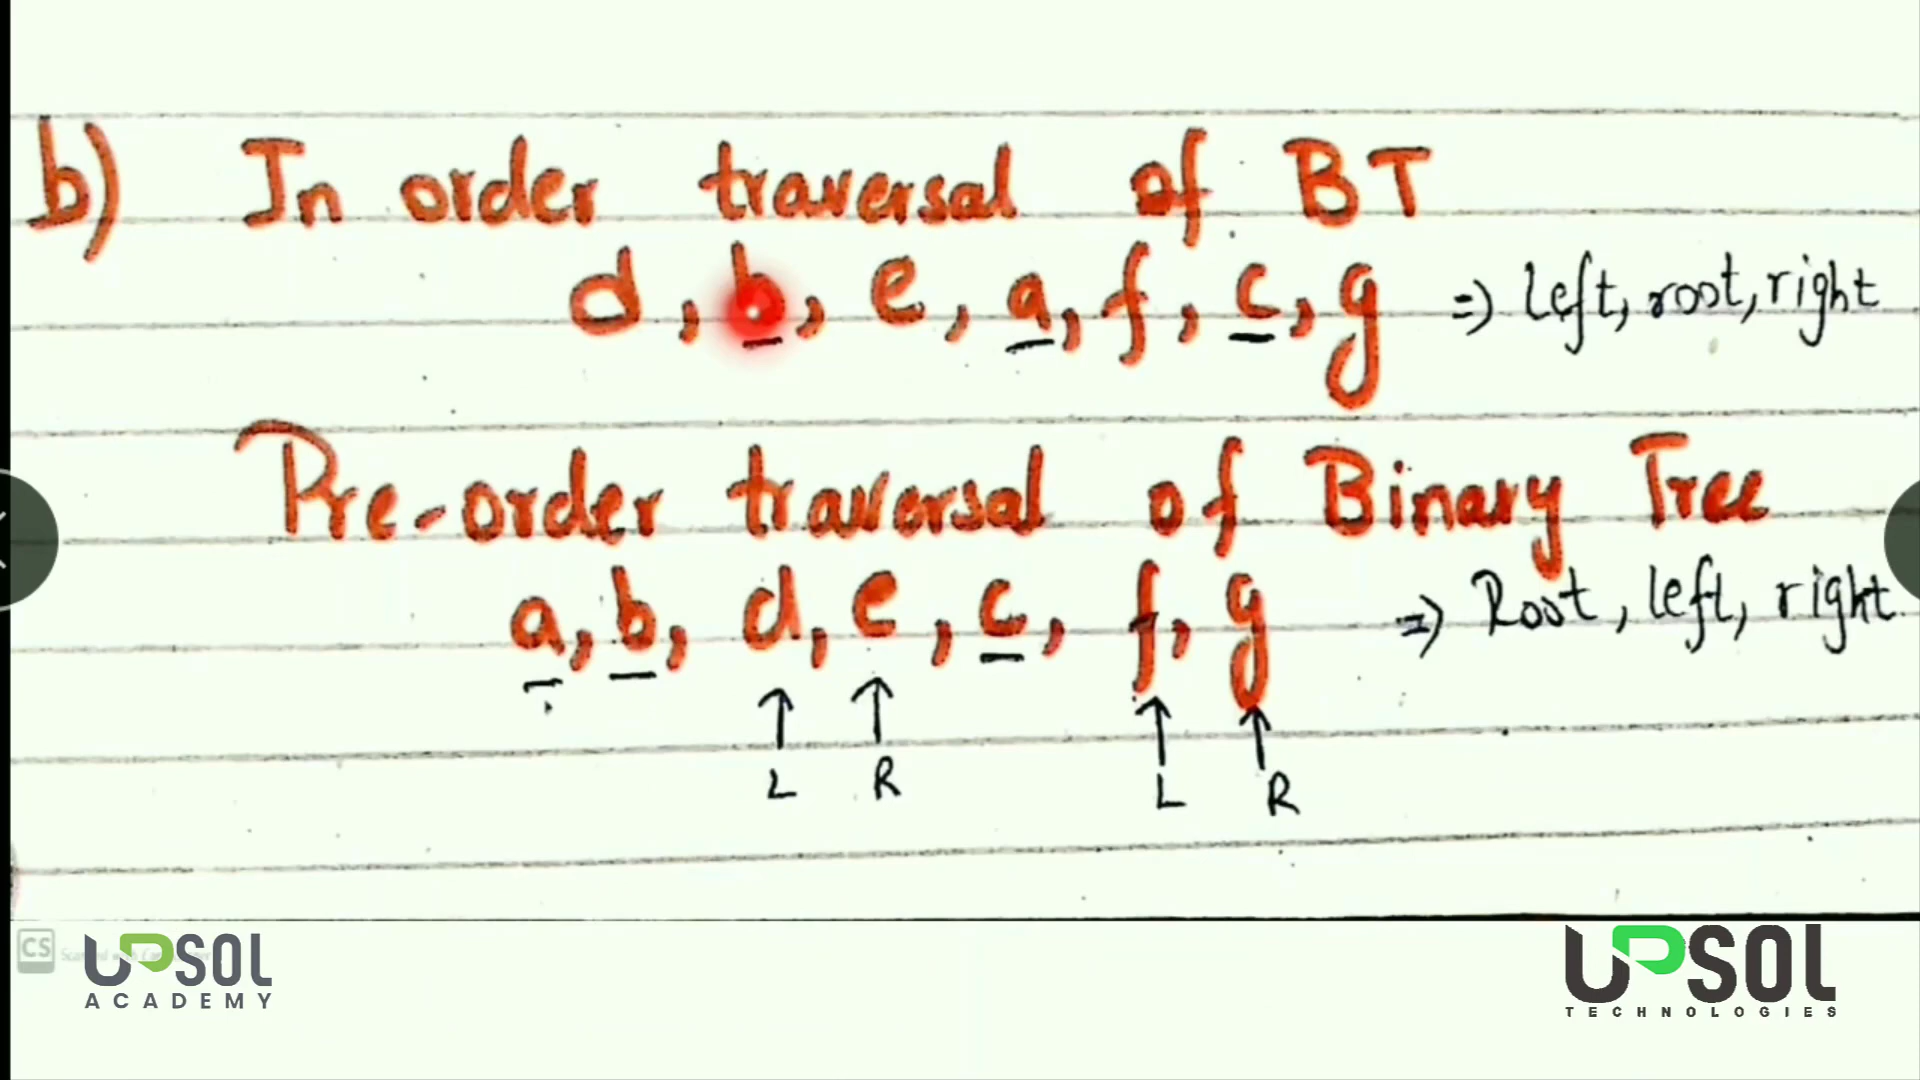 b) In order traversal of BT
d, b, e, a, f, c, g => left, root, right
Pre-order traversal of Binary Tree
a, b, d, e, c, f, g => Root, left, right
L R L R
CS
UPSOL
ACADEMY
UPSOL
TECHNOLOGIES